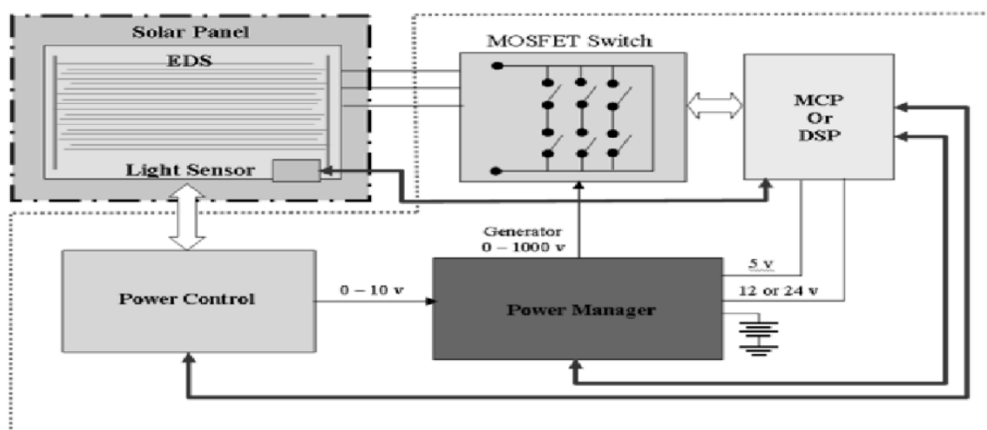 Solar Panel
EDS
Light Sensor
MOSFET Switch
MCP
Or
DSP
Generator
0 – 1000 v
5 v
12 or 24 v
Power Control
0 – 10 v
Power Manager